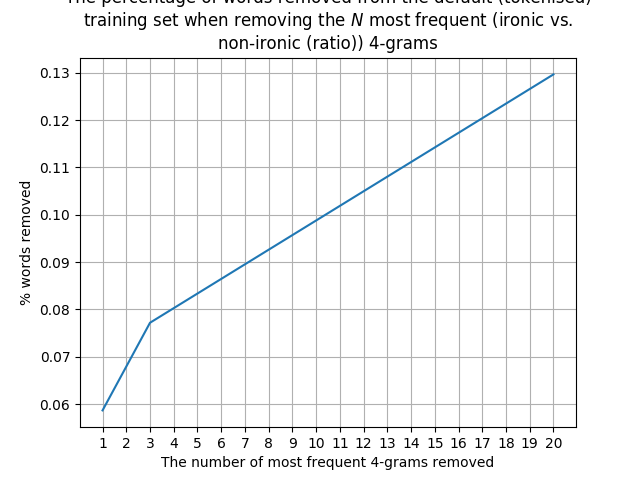 The percentage of words removed from the default (tokenised)
training set when removing the N most frequent (ironic vs.
non-ironic (ratio)) 4-grams
0.13
0.12
0.11
0.10
0.09
0.08
0.07
0.06
% words removed
1 2 3 4 5 6 7 8 9 10 11 12 13 14 15 16 17 18 19 20
The number of most frequent 4-grams removed